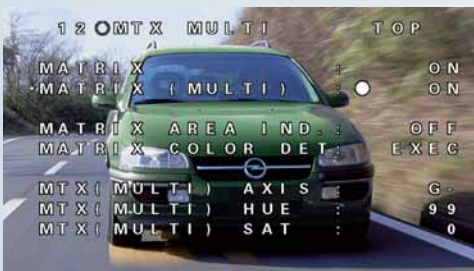 12 MTX MULTI TOP
MATRIX : ON
MATRIX (MULTI) : ON
MATRIX AREA IND. : OFF
MATRIX COLOR DET: EXEC
MTX(MULTI) AXIS : G-
MTX(MULTI) HUE : 99
MTX(MULTI) SAT : 0